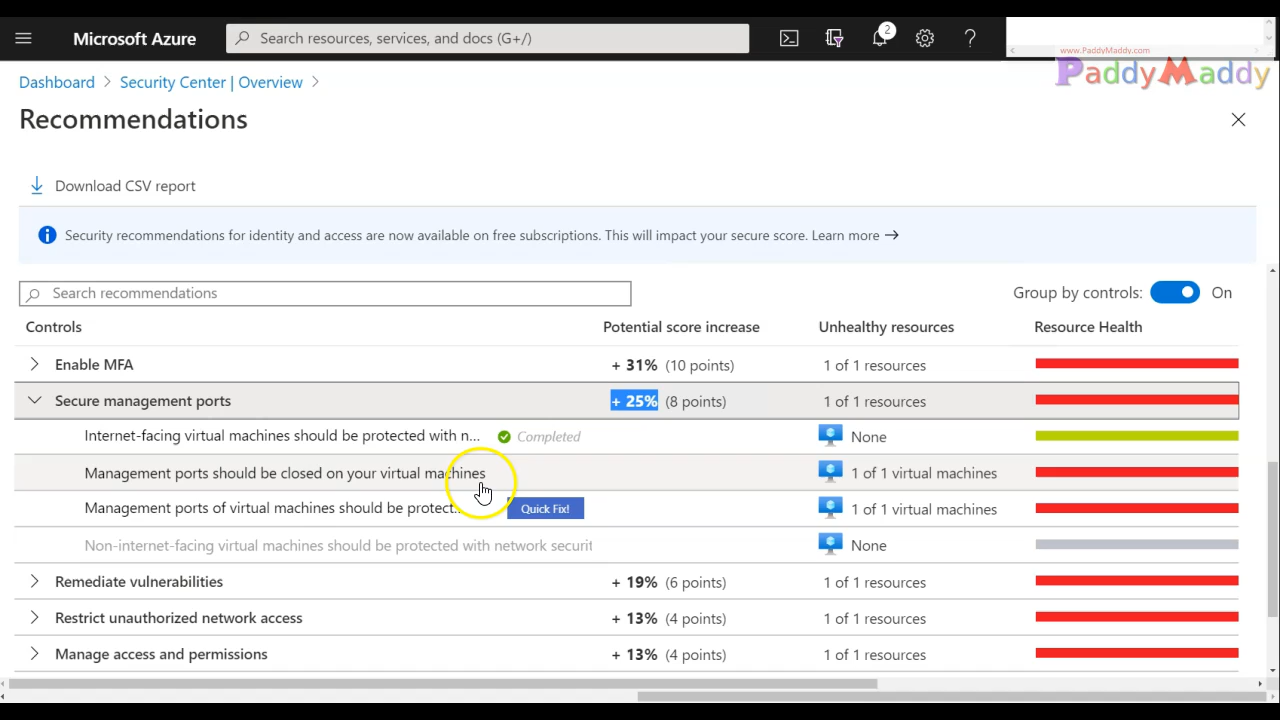 Microsoft Azure
Search resources, services, and docs (G+/)
2
www.PaddyMaddy.com
PaddyMaddy
Dashboard > Security Center | Overview >
Recommendations
Download CSV report
Security recommendations for identity and access are now available on free subscriptions. This will impact your secure score. Learn more →
Search recommendations
Group by controls: On
Controls Potential score increase Unhealthy resources Resource Health
Enable MFA + 31% (10 points) 1 of 1 resources
Secure management ports + 25% (8 points) 1 of 1 resources
Internet-facing virtual machines should be protected with n... Completed None
Management ports should be closed on your virtual machines 1 of 1 virtual machines
Management ports of virtual machines should be protect... Quick Fix! 1 of 1 virtual machines
Non-internet-facing virtual machines should be protected with network securit None
Remediate vulnerabilities + 19% (6 points) 1 of 1 resources
Restrict unauthorized network access + 13% (4 points) 1 of 1 resources
Manage access and permissions + 13% (4 points) 1 of 1 resources